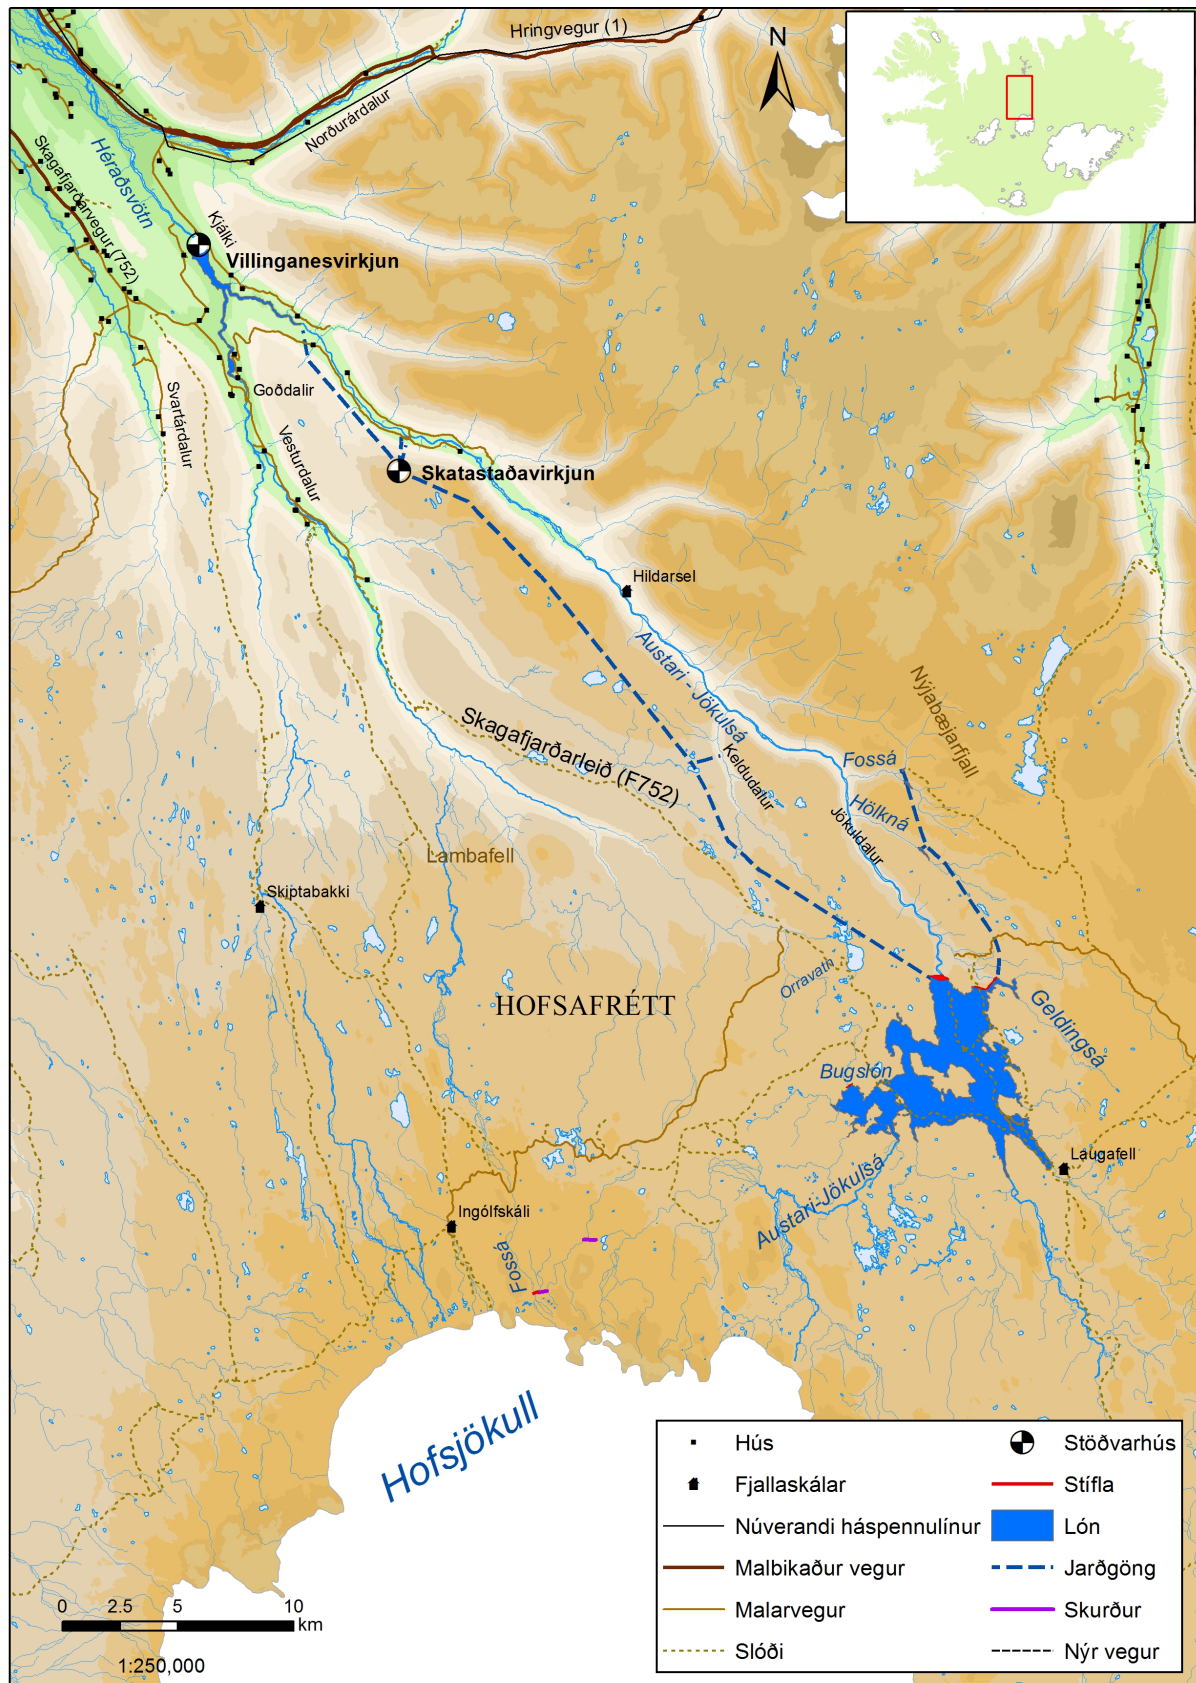 Hringvegur (1)
N
Norðurárdalur
Héraðsvötn
Skagafjarðarvegur (752)
Kjálki
Villinganesvirkjun
Goðdalir
Svartárdalur
Vesturdalur
Skatastaðavirkjun
Hildarsel
Austari - Jökulsá
Nýjabæjarfjall
Skagafjarðarleið (F752)
Keldudalur
Fossá
Hölkná
Jökuldalur
Lambafell
Skiptabakki
Orravatn
HOFSAFRÉTT
Geldingsá
Bugslón
Laugafell
Austari-Jökulsá
Ingólfskáli
Fossá
Hofsjökull
Hús
Stöðvarhús
Fjallaskálar
Stífla
Núverandi háspennulínur
Lón
Malbikaður vegur
Jarðgöng
Malarvegur
Skurður
Slóði
Nýr vegur
0 2.5 5 10
km
1:250,000